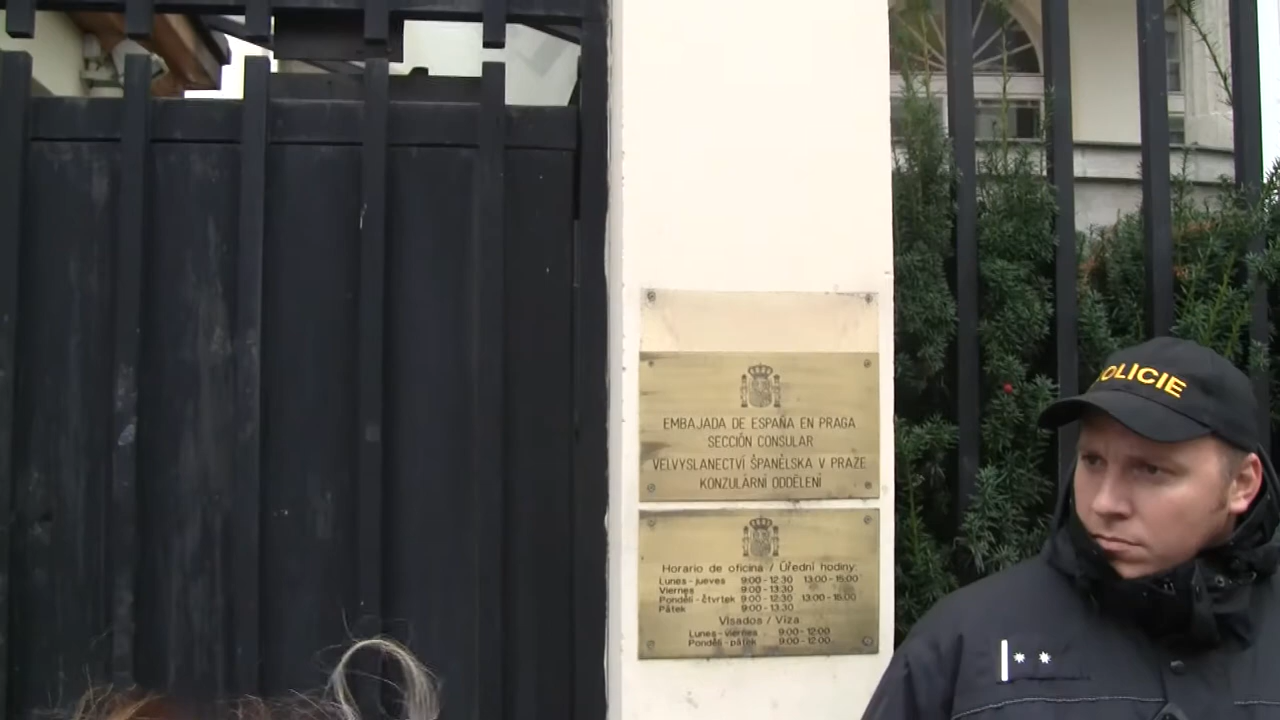 EMBAJADA DE ESPAÑA EN PRAGA
SECCIÓN CONSULAR
VELVYSLANECTVÍ ŠPANĚLSKA V PRAZE
KONZULÁRNÍ ODDĚLENÍ
Horario de oficina / Úřední hodiny:
Lunes - jueves 9:00 - 12:30 13:00 - 15:00
Viernes 9:00 - 13:30
Pondělí - čtvrtek 9:00 - 12:30 13:00 - 15:00
Pátek 9:00 - 13:30
Visados / Víza
Lunes - viernes 9:00 - 12:00
Pondělí - pátek 9:00 - 12:00
OLICIE